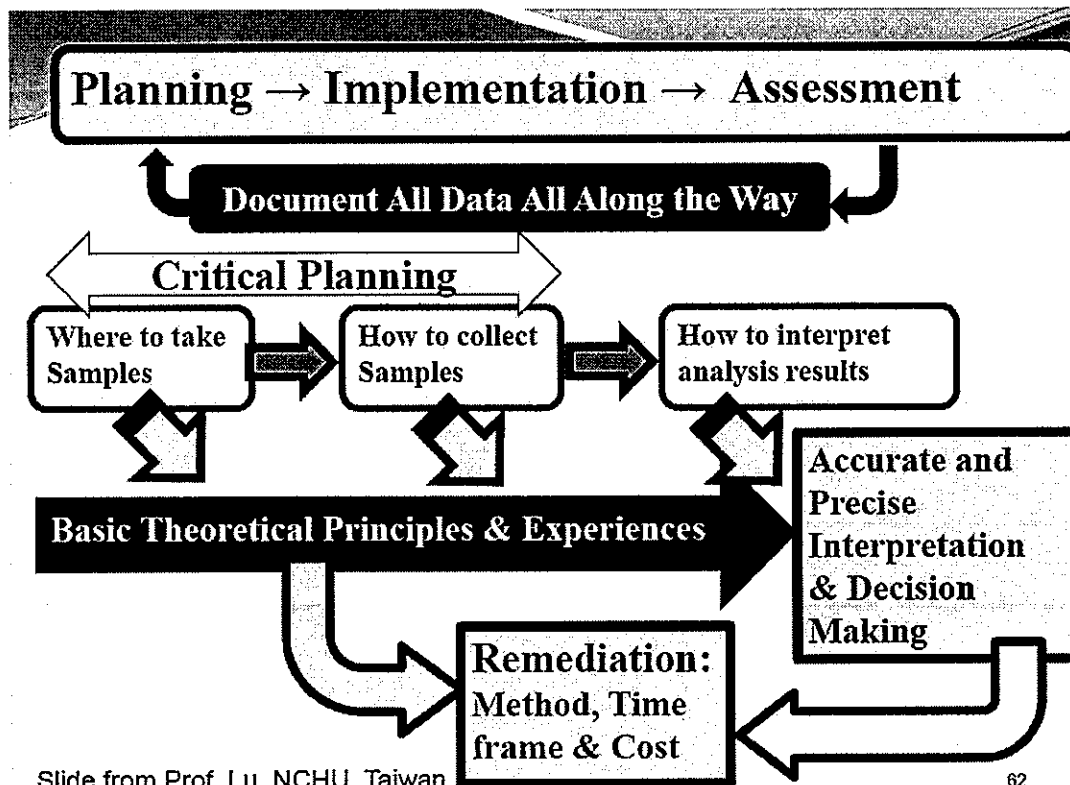 Planning → Implementation → Assessment
Document All Data All Along the Way
Critical Planning
Where to take
Samples
How to collect
Samples
How to interpret
analysis results
Basic Theoretical Principles & Experiences
Accurate and
Precise
Interpretation
& Decision
Making
Remediation:
Method, Time
frame & Cost
Slide from Prof. Lu, NCHU, Taiwan
62